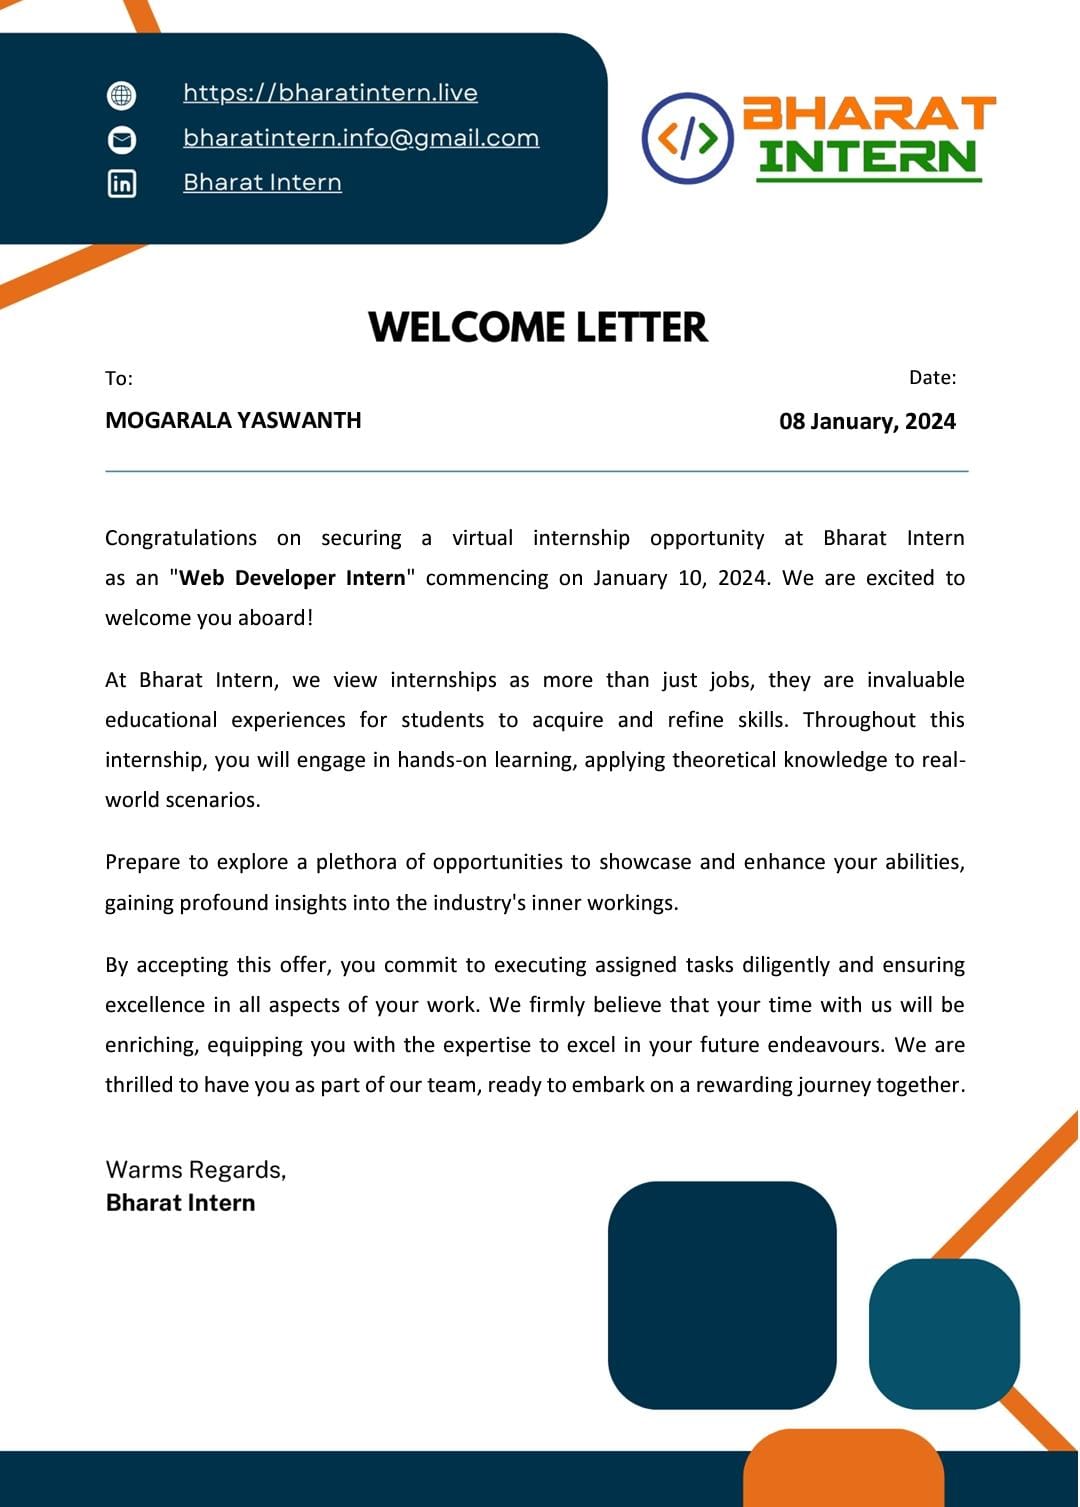 https://bharatintern.live
bharatintern.info@gmail.com
in
Bharat Intern
</>
BHARAT
INTERN
WELCOME LETTER
To:
Date:
MOGARALA YASWANTH
08 January, 2024
Congratulations on securing a virtual internship opportunity at Bharat Intern
as an "Web Developer Intern" commencing on January 10, 2024. We are excited to
welcome you aboard!
At Bharat Intern, we view internships as more than just jobs, they are invaluable
educational experiences for students to acquire and refine skills. Throughout this
internship, you will engage in hands-on learning, applying theoretical knowledge to real-
world scenarios.
Prepare to explore a plethora of opportunities to showcase and enhance your abilities,
gaining profound insights into the industry's inner workings.
By accepting this offer, you commit to executing assigned tasks diligently and ensuring
excellence in all aspects of your work. We firmly believe that your time with us will be
enriching, equipping you with the expertise to excel in your future endeavours. We are
thrilled to have you as part of our team, ready to embark on a rewarding journey together.
Warms Regards,
Bharat Intern